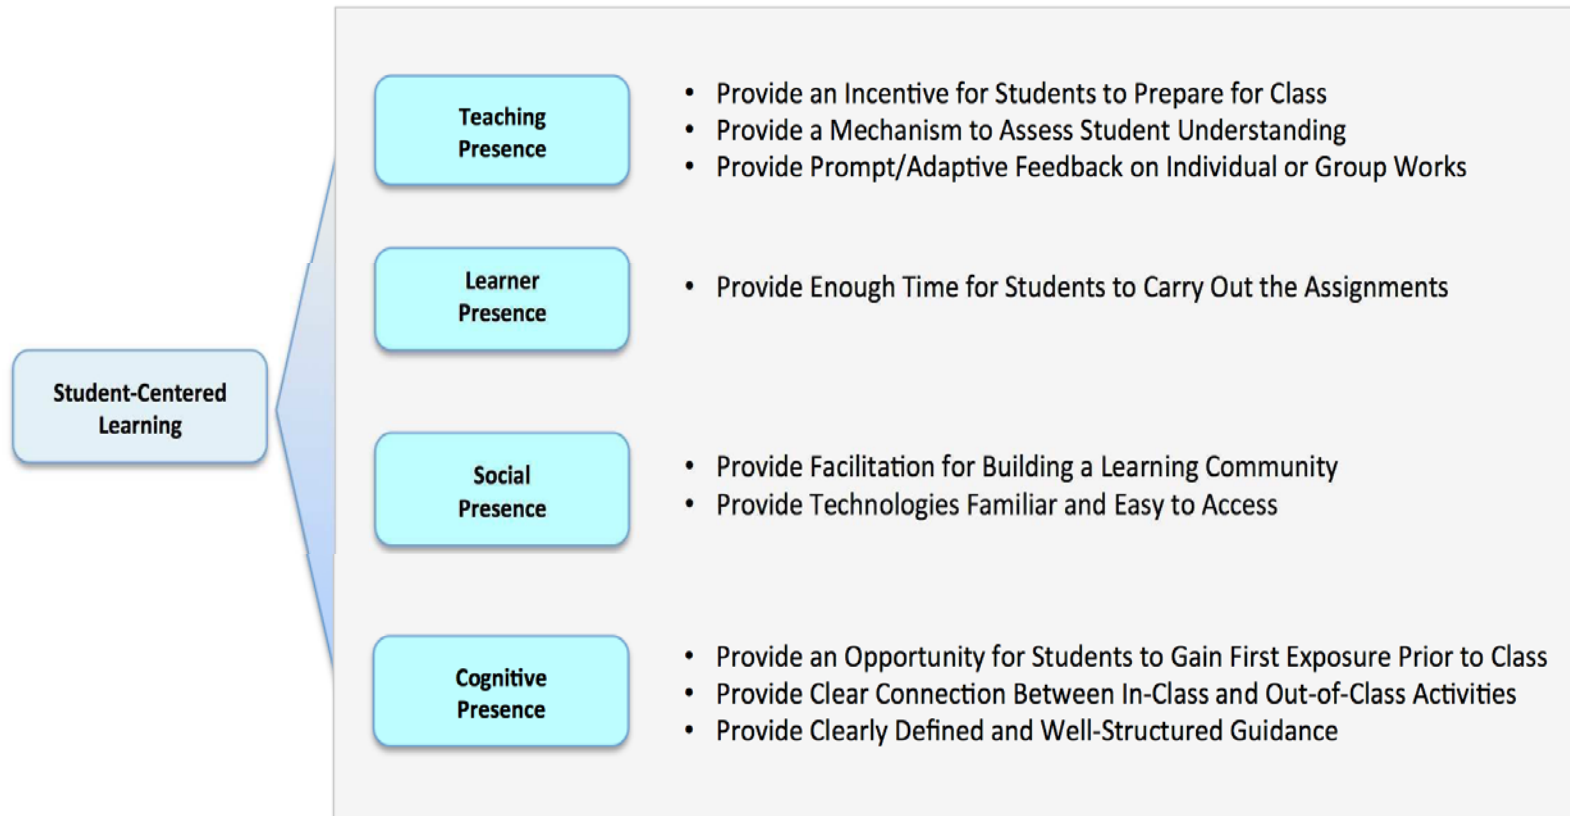 Student-Centered
Learning
Teaching
Presence
• Provide an Incentive for Students to Prepare for Class
• Provide a Mechanism to Assess Student Understanding
• Provide Prompt/Adaptive Feedback on Individual or Group Works
Learner
Presence
• Provide Enough Time for Students to Carry Out the Assignments
Social
Presence
• Provide Facilitation for Building a Learning Community
• Provide Technologies Familiar and Easy to Access
Cognitive
Presence
• Provide an Opportunity for Students to Gain First Exposure Prior to Class
• Provide Clear Connection Between In-Class and Out-of-Class Activities
• Provide Clearly Defined and Well-Structured Guidance